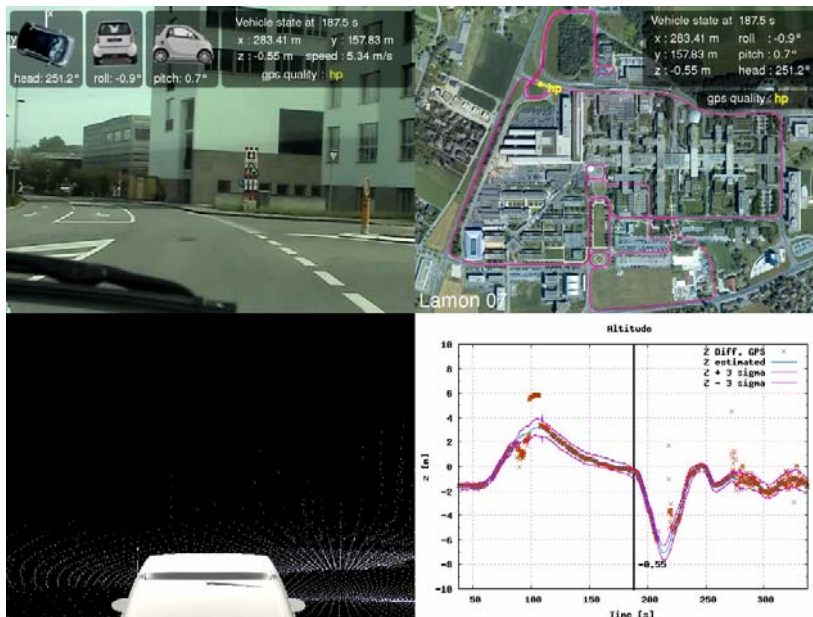 x
y
head: 251.2°
roll: -0.9°
pitch: 0.7°
Vehicle state at 187.5 s
x : 283.41 m y : 157.83 m
z : -0.55 m speed : 5.34 m/s
gps quality : hp
Vehicle state at 187.5 s
x : 283.41 m roll : -0.9°
y : 157.83 m pitch : 0.7°
z : -0.55 m head : 251.2°
gps quality : hp
hp
Lamon 07
Altitude
Z Diff. GPS
Z estimated
Z + 3 sigma
Z - 3 sigma
z [m]
10
8
6
4
2
0
-2
-4
-6
-8
-10
-0.55
50 100 150 200 250 300
Time [s]